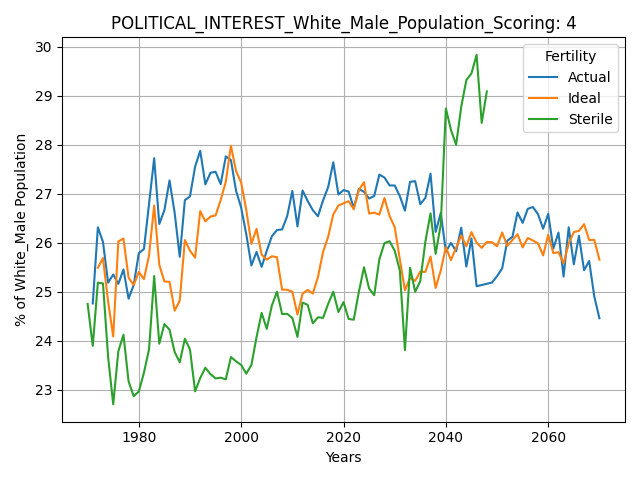 POLITICAL_INTEREST_White_Male_Population_Scoring: 4
30
29
28
27
26
25
24
23
% of White_Male Population
Fertility
Actual
Ideal
Sterile
1980 2000 2020 2040 2060
Years